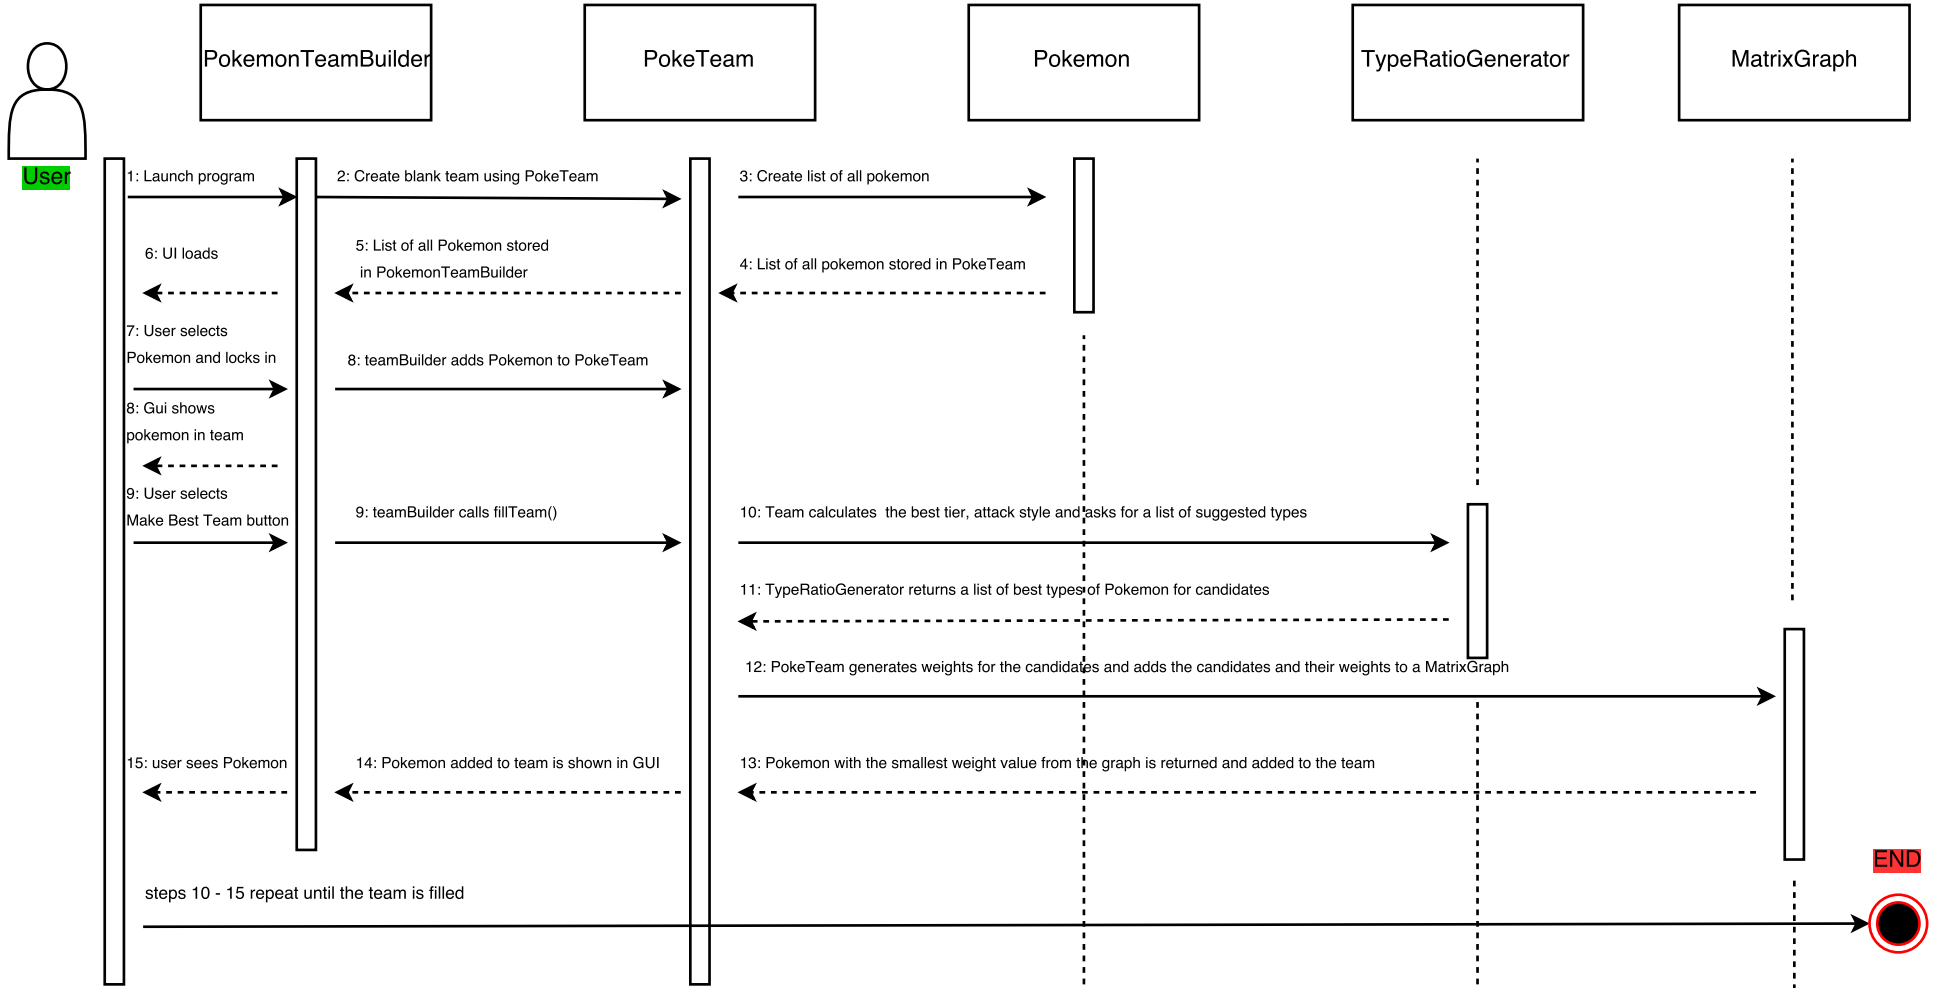 PokemonTeamBuilder
PokeTeam
Pokemon
TypeRatioGenerator
MatrixGraph
User
1: Launch program
2: Create blank team using PokeTeam
3: Create list of all pokemon
6: UI loads
5: List of all Pokemon stored
in PokemonTeamBuilder
4: List of all pokemon stored in PokeTeam
7: User selects
Pokemon and locks in
8: teamBuilder adds Pokemon to PokeTeam
8: Gui shows
pokemon in team
9: User selects
Make Best Team button
9: teamBuilder calls fillTeam()
10: Team calculates  the best tier, attack style and asks for a list of suggested types
11: TypeRatioGenerator returns a list of best types of Pokemon for candidates
12: PokeTeam generates weights for the candidates and adds the candidates and their weights to a MatrixGraph
15: user sees Pokemon
14: Pokemon added to team is shown in GUI
13: Pokemon with the smallest weight value from the graph is returned and added to the team
END
steps 10 - 15 repeat until the team is filled